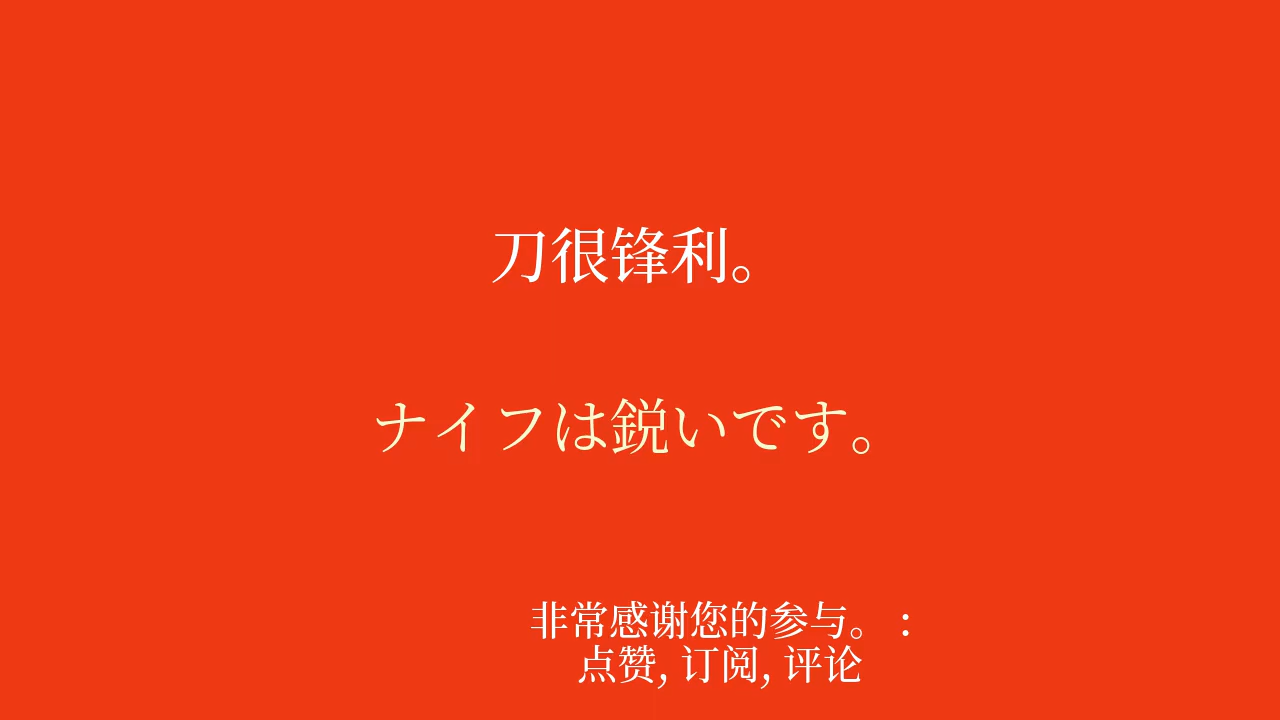 刀很锋利。
ナイフは鋭いです。
非常感谢您的参与。 :
点赞, 订阅, 评论